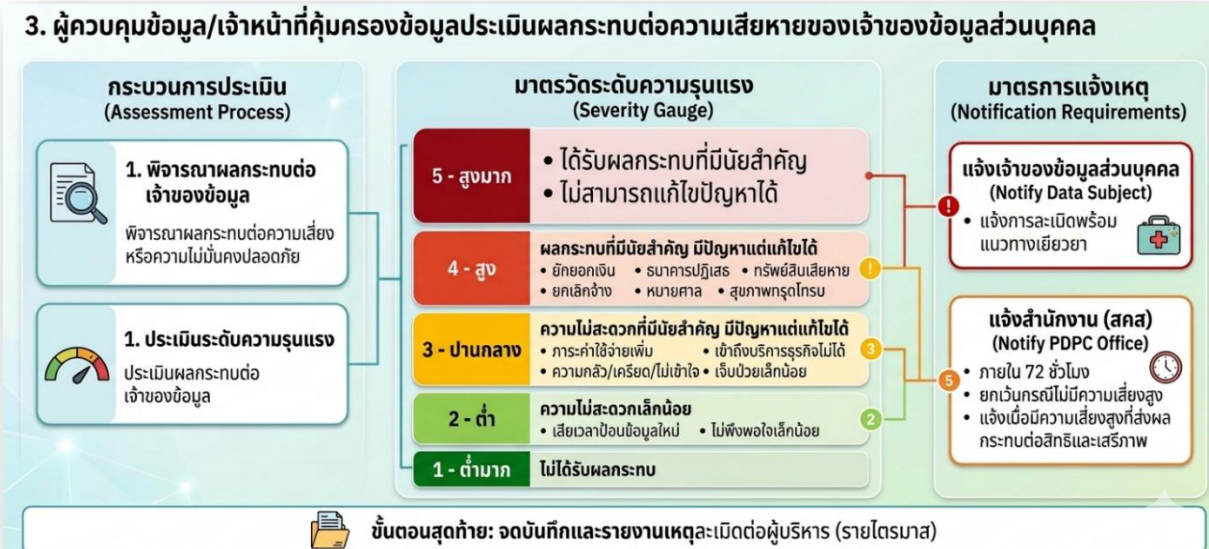 3. ผู้ควบคุมข้อมูล/เจ้าหน้าที่คุ้มครองข้อมูลประเมินผลกระทบต่อความเสียหายของเจ้าของข้อมูลส่วนบุคคล
กระบวนการประเมิน
(Assessment Process)
1. พิจารณาผลกระทบต่อ
เจ้าของข้อมูล
พิจารณาผลกระทบต่อความเสี่ยง
หรือความไม่มั่นคงปลอดภัย
1. ประเมินระดับความรุนแรง
ประเมินผลกระทบต่อ
เจ้าของข้อมูล
มาตรวัดระดับความรุนแรง
(Severity Gauge)
5 - สูงมาก
• ได้รับผลกระทบที่มีนัยสำคัญ
• ไม่สามารถแก้ไขปัญหาได้
4 - สูง
ผลกระทบที่มีนัยสำคัญ มีปัญหาแต่แก้ไขได้
• ยักยอกเงิน • ธนาคารปฏิเสธ • ทรัพย์สินเสียหาย
• ยกเลิกจ้าง • หมายศาล • สุขภาพทรุดโทรม
!
3 - ปานกลาง
ความไม่สะดวกที่มีนัยสำคัญ มีปัญหาแต่แก้ไขได้
• ภาระค่าใช้จ่ายเพิ่ม • เข้าถึงบริการธุรกิจไม่ได้
• ความกลัว/เครียด/ไม่เข้าใจ • เจ็บป่วยเล็กน้อย
3
2 - ต่ำ
ความไม่สะดวกเล็กน้อย
• เสียเวลาป้อนข้อมูลใหม่ • ไม่พึงพอใจเล็กน้อย
2
1 - ต่ำมาก
ไม่ได้รับผลกระทบ
มาตรการแจ้งเหตุ
(Notification Requirements)
!
แจ้งเจ้าของข้อมูลส่วนบุคคล
(Notify Data Subject)
• แจ้งการละเมิดพร้อม
แนวทางเยียวยา
5
แจ้งสำนักงาน (สคส)
(Notify PDPC Office)
• ภายใน 72 ชั่วโมง
• ยกเว้นกรณีไม่มีความเสี่ยงสูง
• แจ้งเมื่อมีความเสี่ยงสูงที่ส่งผล
กระทบต่อสิทธิและเสรีภาพ
ขั้นตอนสุดท้าย: จดบันทึกและรายงานเหตุละเมิดต่อผู้บริหาร (รายไตรมาส)